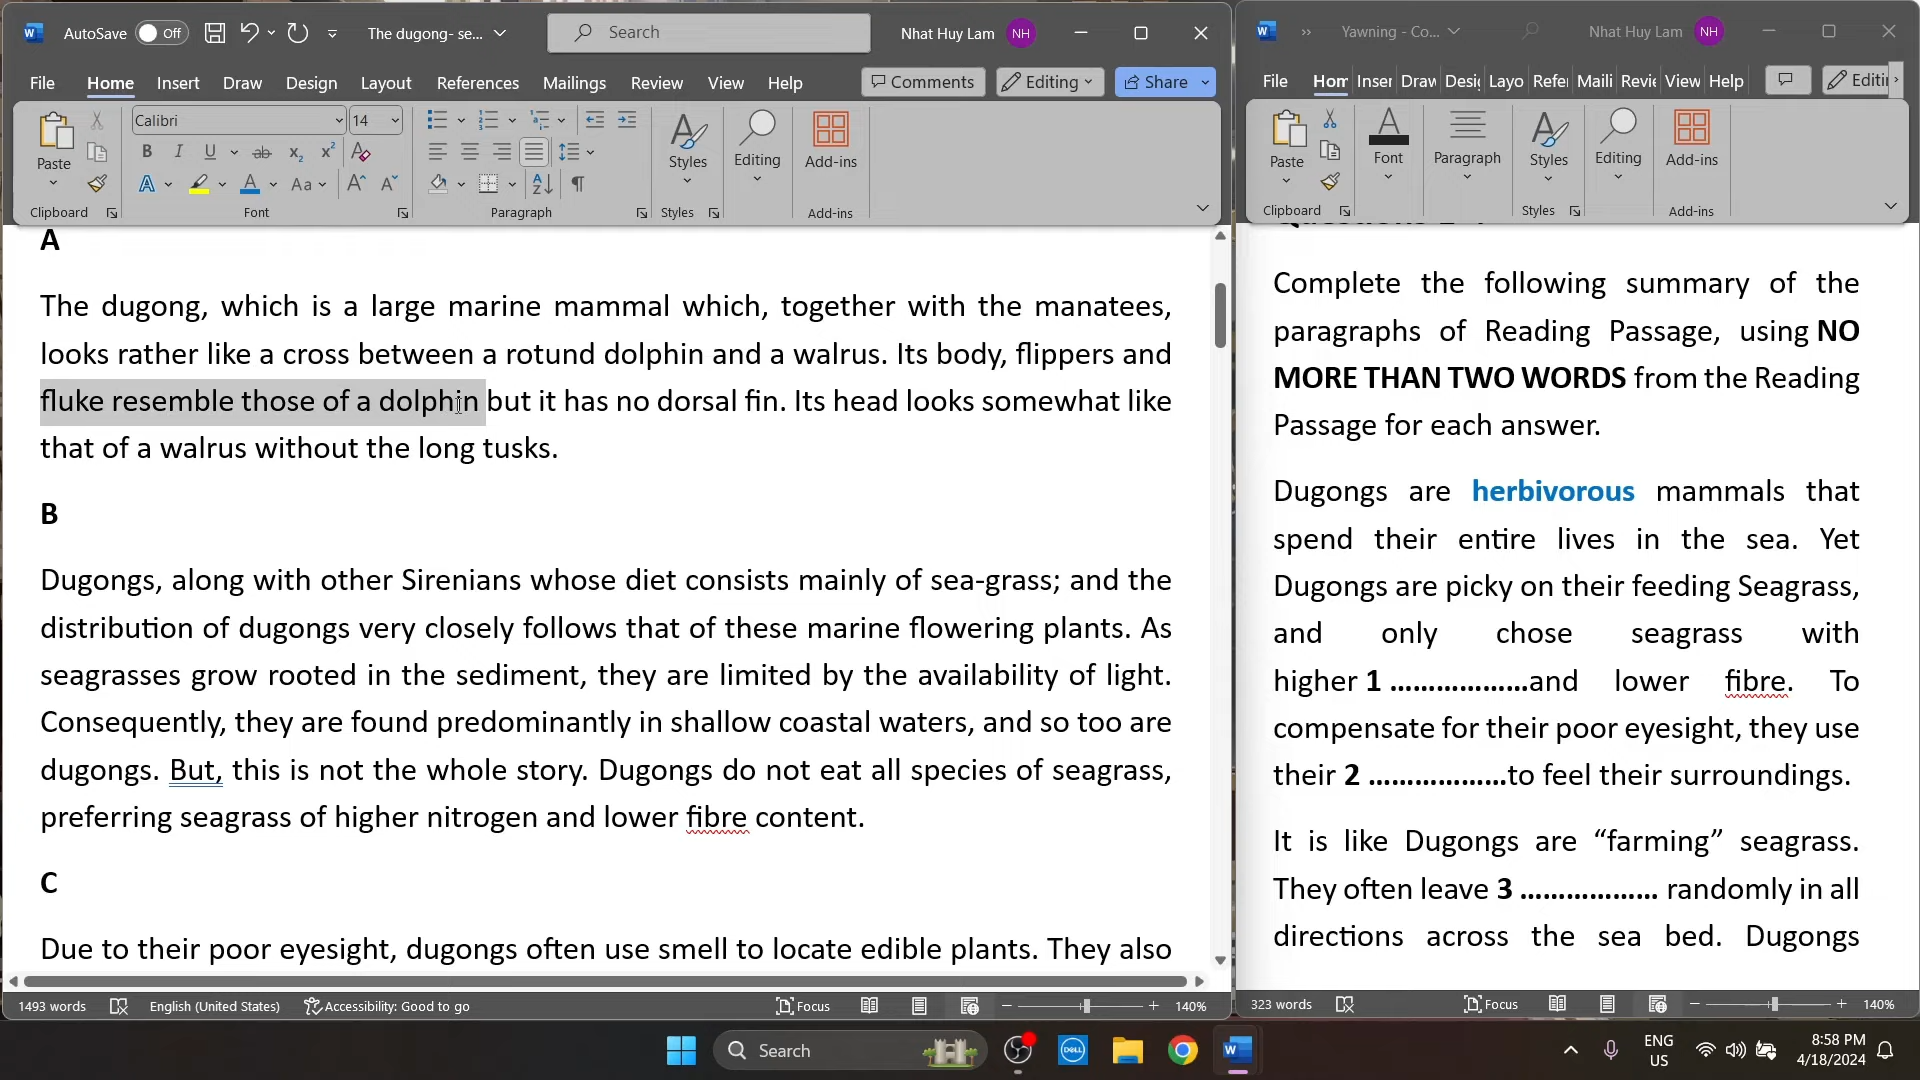 AutoSave Off The dugong- se... Search Nhat Huy Lam NH
File Home Insert Draw Design Layout References Mailings Review View Help Comments Editing Share
Calibri 14
Paste
B I U ab x₂ x² A
A A Aa A A
Styles Editing Add-ins
Clipboard Font Paragraph Styles Add-ins
A
The dugong, which is a large marine mammal which, together with the manatees,
looks rather like a cross between a rotund dolphin and a walrus. Its body, flippers and
fluke resemble those of a dolphin but it has no dorsal fin. Its head looks somewhat like
that of a walrus without the long tusks.
B
Dugongs, along with other Sirenians whose diet consists mainly of sea-grass; and the
distribution of dugongs very closely follows that of these marine flowering plants. As
seagrasses grow rooted in the sediment, they are limited by the availability of light.
Consequently, they are found predominantly in shallow coastal waters, and so too are
dugongs. But, this is not the whole story. Dugongs do not eat all species of seagrass,
preferring seagrass of higher nitrogen and lower fibre content.
C
Due to their poor eyesight, dugongs often use smell to locate edible plants. They also
1493 words English (United States) Accessibility: Good to go Focus 140%
Yawning - Co... Nhat Huy Lam NH
File Hom Inser Draw Desig Layo Refer Maili Revie View Help Editi
Paste Font Paragraph Styles Editing Add-ins
Clipboard Styles Add-ins
Complete the following summary of the
paragraphs of Reading Passage, using NO
MORE THAN TWO WORDS from the Reading
Passage for each answer.
Dugongs are herbivorous mammals that
spend their entire lives in the sea. Yet
Dugongs are picky on their feeding Seagrass,
and only chose seagrass with
higher 1 ...................and lower fibre. To
compensate for their poor eyesight, they use
their 2 ...................to feel their surroundings.
It is like Dugongs are “farming” seagrass.
They often leave 3 ................... randomly in all
directions across the sea bed. Dugongs
323 words Focus 140%
Search DELL W ENG US 8:58 PM 4/18/2024